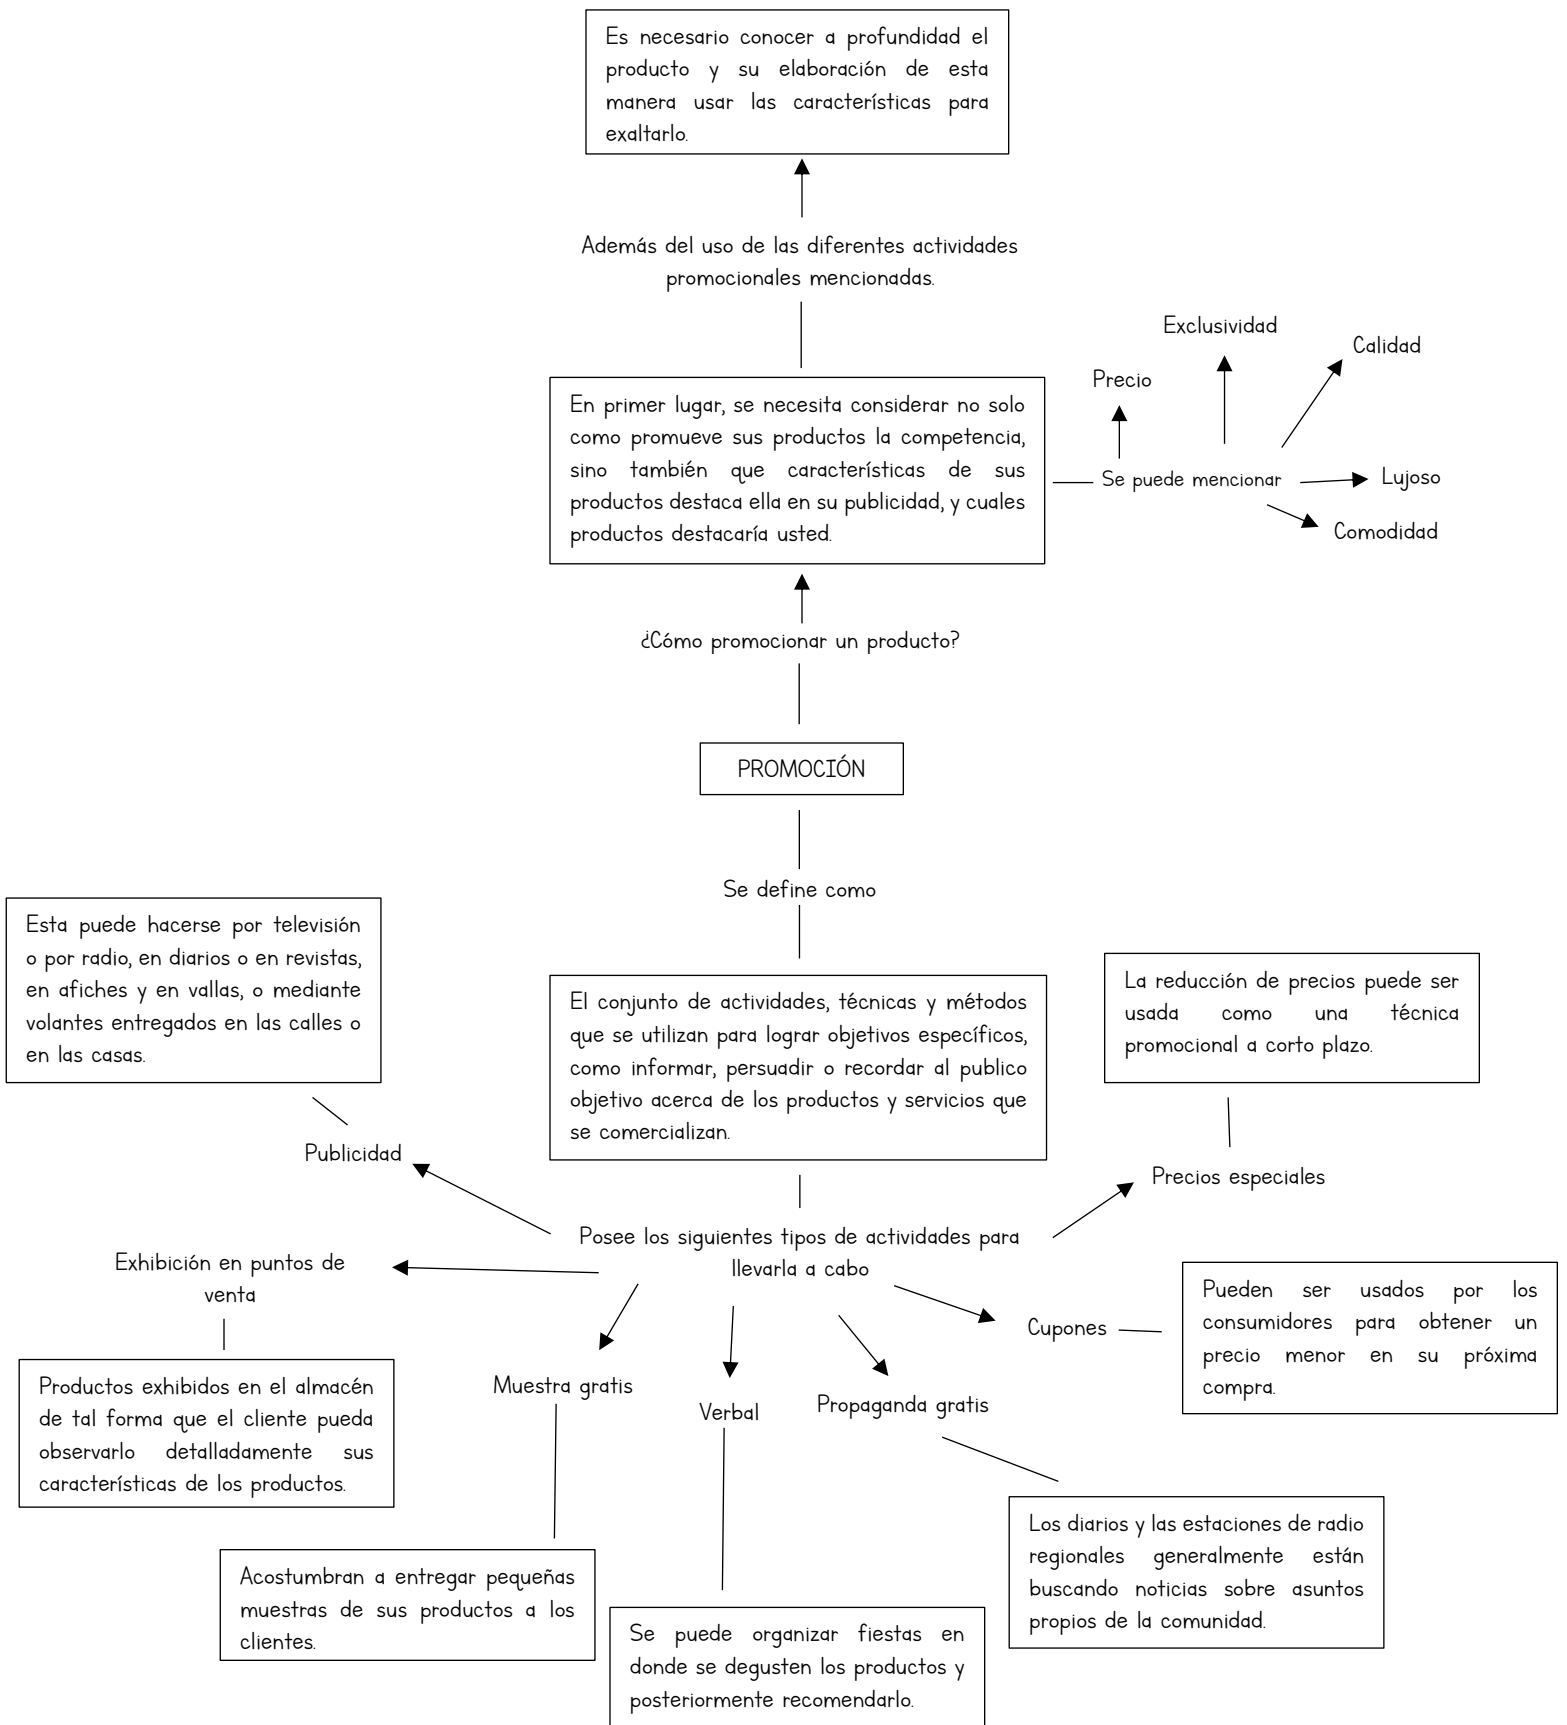 Es necesario conocer a profundidad el
producto y su elaboración de esta
manera usar las características para
exaltarlo.
Además del uso de las diferentes actividades
promocionales mencionadas.
Exclusividad
Calidad
Precio
En primer lugar, se necesita considerar no solo
como promueve sus productos la competencia,
sino también que características de sus
productos destaca ella en su publicidad, y cuales
productos destacaría usted.
Se puede mencionar
Lujoso
Comodidad
¿Cómo promocionar un producto?
PROMOCIÓN
Se define como
Esta puede hacerse por televisión
o por radio, en diarios o en revistas,
en afiches y en vallas, o mediante
volantes entregados en las calles o
en las casas.
El conjunto de actividades, técnicas y métodos
que se utilizan para lograr objetivos específicos,
como informar, persuadir o recordar al publico
objetivo acerca de los productos y servicios que
se comercializan.
La reducción de precios puede ser
usada como una técnica
promocional a corto plazo.
Publicidad
Precios especiales
Posee los siguientes tipos de actividades para
llevarla a cabo
Exhibición en puntos de
venta
Productos exhibidos en el almacén
de tal forma que el cliente pueda
observarlo detalladamente sus
características de los productos.
Muestra gratis
Verbal
Propaganda gratis
Cupones
Pueden ser usados por los
consumidores para obtener un
precio menor en su próxima
compra.
Acostumbran a entregar pequeñas
muestras de sus productos a los
clientes.
Se puede organizar fiestas en
donde se degusten los productos y
posteriormente recomendarlo.
Los diarios y las estaciones de radio
regionales generalmente están
buscando noticias sobre asuntos
propios de la comunidad.